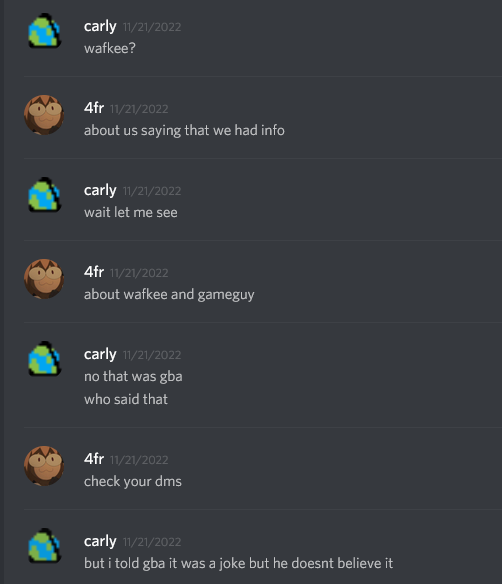 carly 11/21/2022
wafkee?
4fr 11/21/2022
about us saying that we had info
carly 11/21/2022
wait let me see
4fr 11/21/2022
about wafkee and gameguy
carly 11/21/2022
no that was gba
who said that
4fr 11/21/2022
check your dms
carly 11/21/2022
but i told gba it was a joke but he doesnt believe it